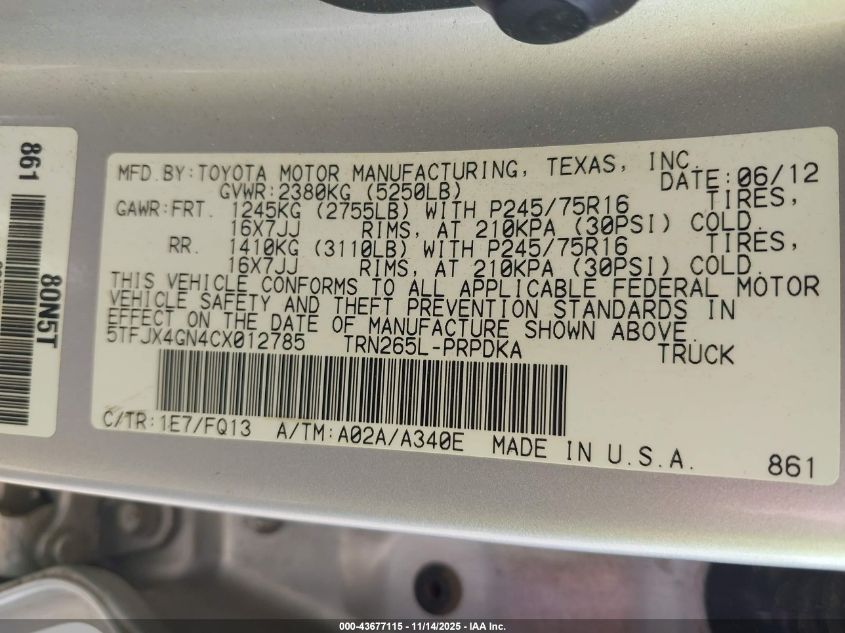 861
80N5T
MFD.BY:TOYOTA MOTOR MANUFACTURING, TEXAS, INC.
DATE:06/12
GVWR:2380KG (5250LB)
GAWR:FRT. 1245KG (2755LB) WITH P245/75R16 TIRES,
16X7JJ RIMS, AT 210KPA (30PSI) COLD.
RR. 1410KG (3110LB) WITH P245/75R16 TIRES,
16X7JJ RIMS, AT 210KPA (30PSI) COLD.
THIS VEHICLE CONFORMS TO ALL APPLICABLE FEDERAL MOTOR
VEHICLE SAFETY AND THEFT PREVENTION STANDARDS IN
EFFECT ON THE DATE OF MANUFACTURE SHOWN ABOVE.
5TFJX4GN4CX012785 TRN265L-PRPDKA TRUCK
C/TR:1E7/FQ13 A/TM:A02A/A340E MADE IN U.S.A.
861
000-43677115 - 11/14/2025 - IAA Inc.